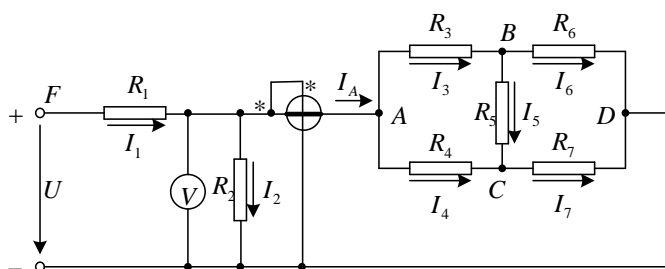 R3 B R6
F R1 * * IA I3 I6
+ A R5 I5 D
I1 R4 R7
U V R2 I2
C
I4 I7
−